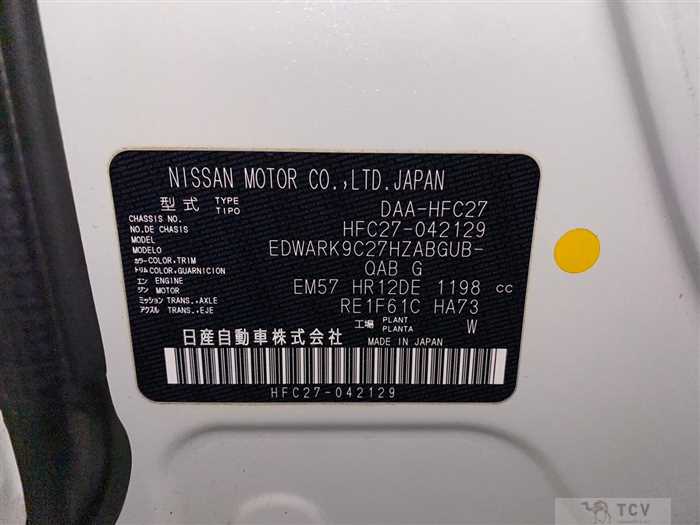 NISSAN MOTOR CO.,LTD.JAPAN
型式 TYPE TIPO DAA-HFC27
CHASSIS NO.
NO.DE CHASIS HFC27-042129
MODEL
MODELO EDWARK9C27HZABGUB-
カラー COLOR,TRIM
トリム COLOR,GUARNICION QAB G
エン ENGINE
ジン MOTOR EM57 HR12DE 1198 cc
ミッション TRANS.,AXLE
アクスル TRANS.,EJE RE1F61C HA73
工場 PLANT PLANTA W
日産自動車株式会社 MADE IN JAPAN
HFC27-042129
TCV